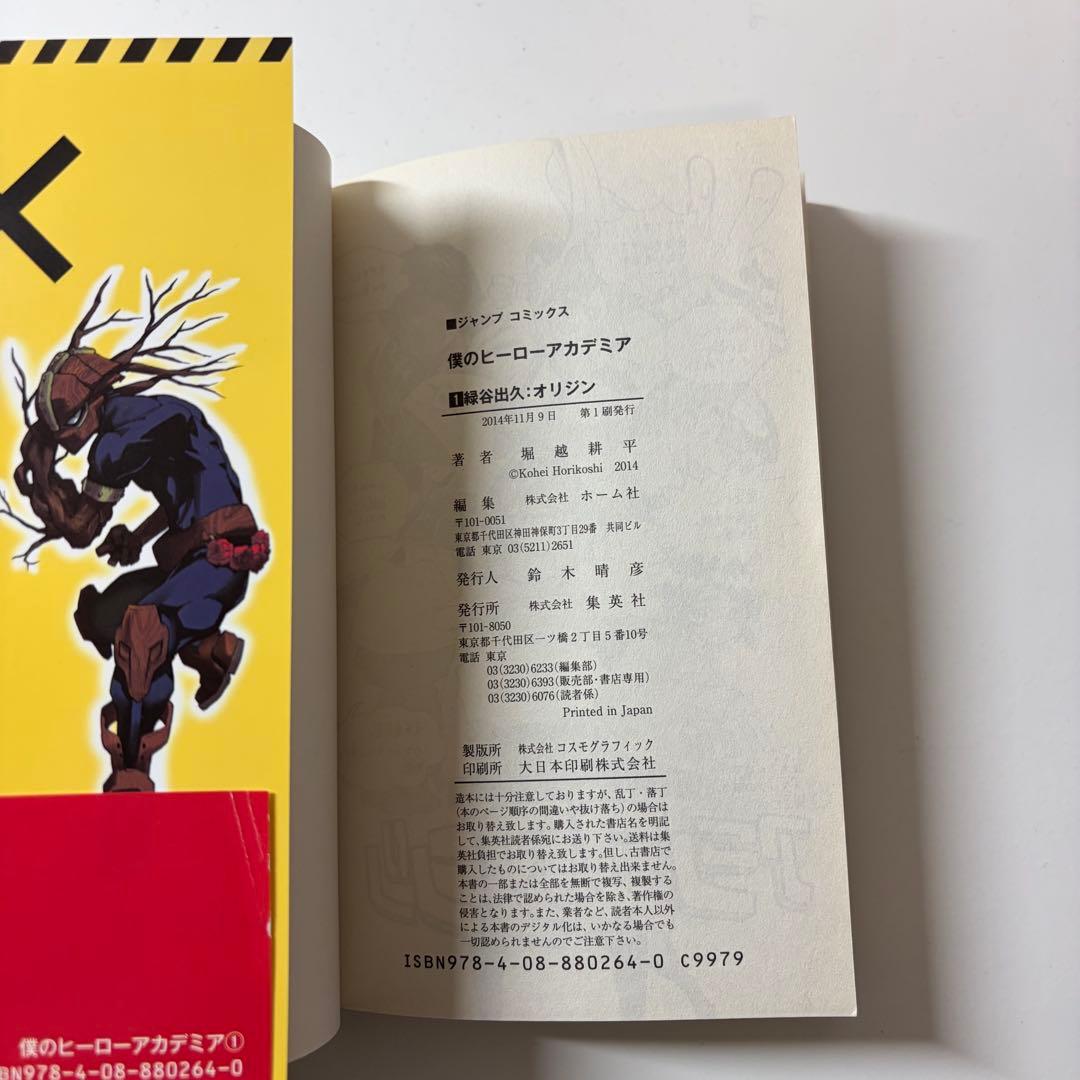 ■ジャンプ コミックス
僕のヒーローアカデミア
1緑谷出久：オリジン
2014年11月9日 第1刷発行
著者 堀越耕平
©Kohei Horikoshi 2014
編集 株式会社 ホーム社
〒101-0051
東京都千代田区神田神保町3丁目29番 共同ビル
電話 東京 03(5211)2651
発行人 鈴木晴彦
発行所 株式会社 集英社
〒101-8050
東京都千代田区一ツ橋2丁目5番10号
電話 東京
03(3230)6233(編集部)
03(3230)6393(販売部・書店専用)
03(3230)6076(読者係)
Printed in Japan
製版所 株式会社 コスモグラフィック
印刷所 大日本印刷株式会社
造本には十分注意しておりますが、乱丁・落丁
(本のページ順序の間違いや抜け落ち)の場合は
お取り替え致します。購入された書店名を明記
して、集英社読者係宛にお送り下さい。送料は集
英社負担でお取り替え致します。但し、古書店で
購入したものについてはお取り替え出来ません。
本書の一部または全部を無断で複写、複製する
ことは、法律で認められた場合を除き、著作権の
侵害となります。また、業者など、読者本人以外
による本書のデジタル化は、いかなる場合でも
一切認められませんのでご注意下さい。
ISBN978-4-08-880264-0 C9979
僕のヒーローアカデミア①
BN978-4-08-880264-0